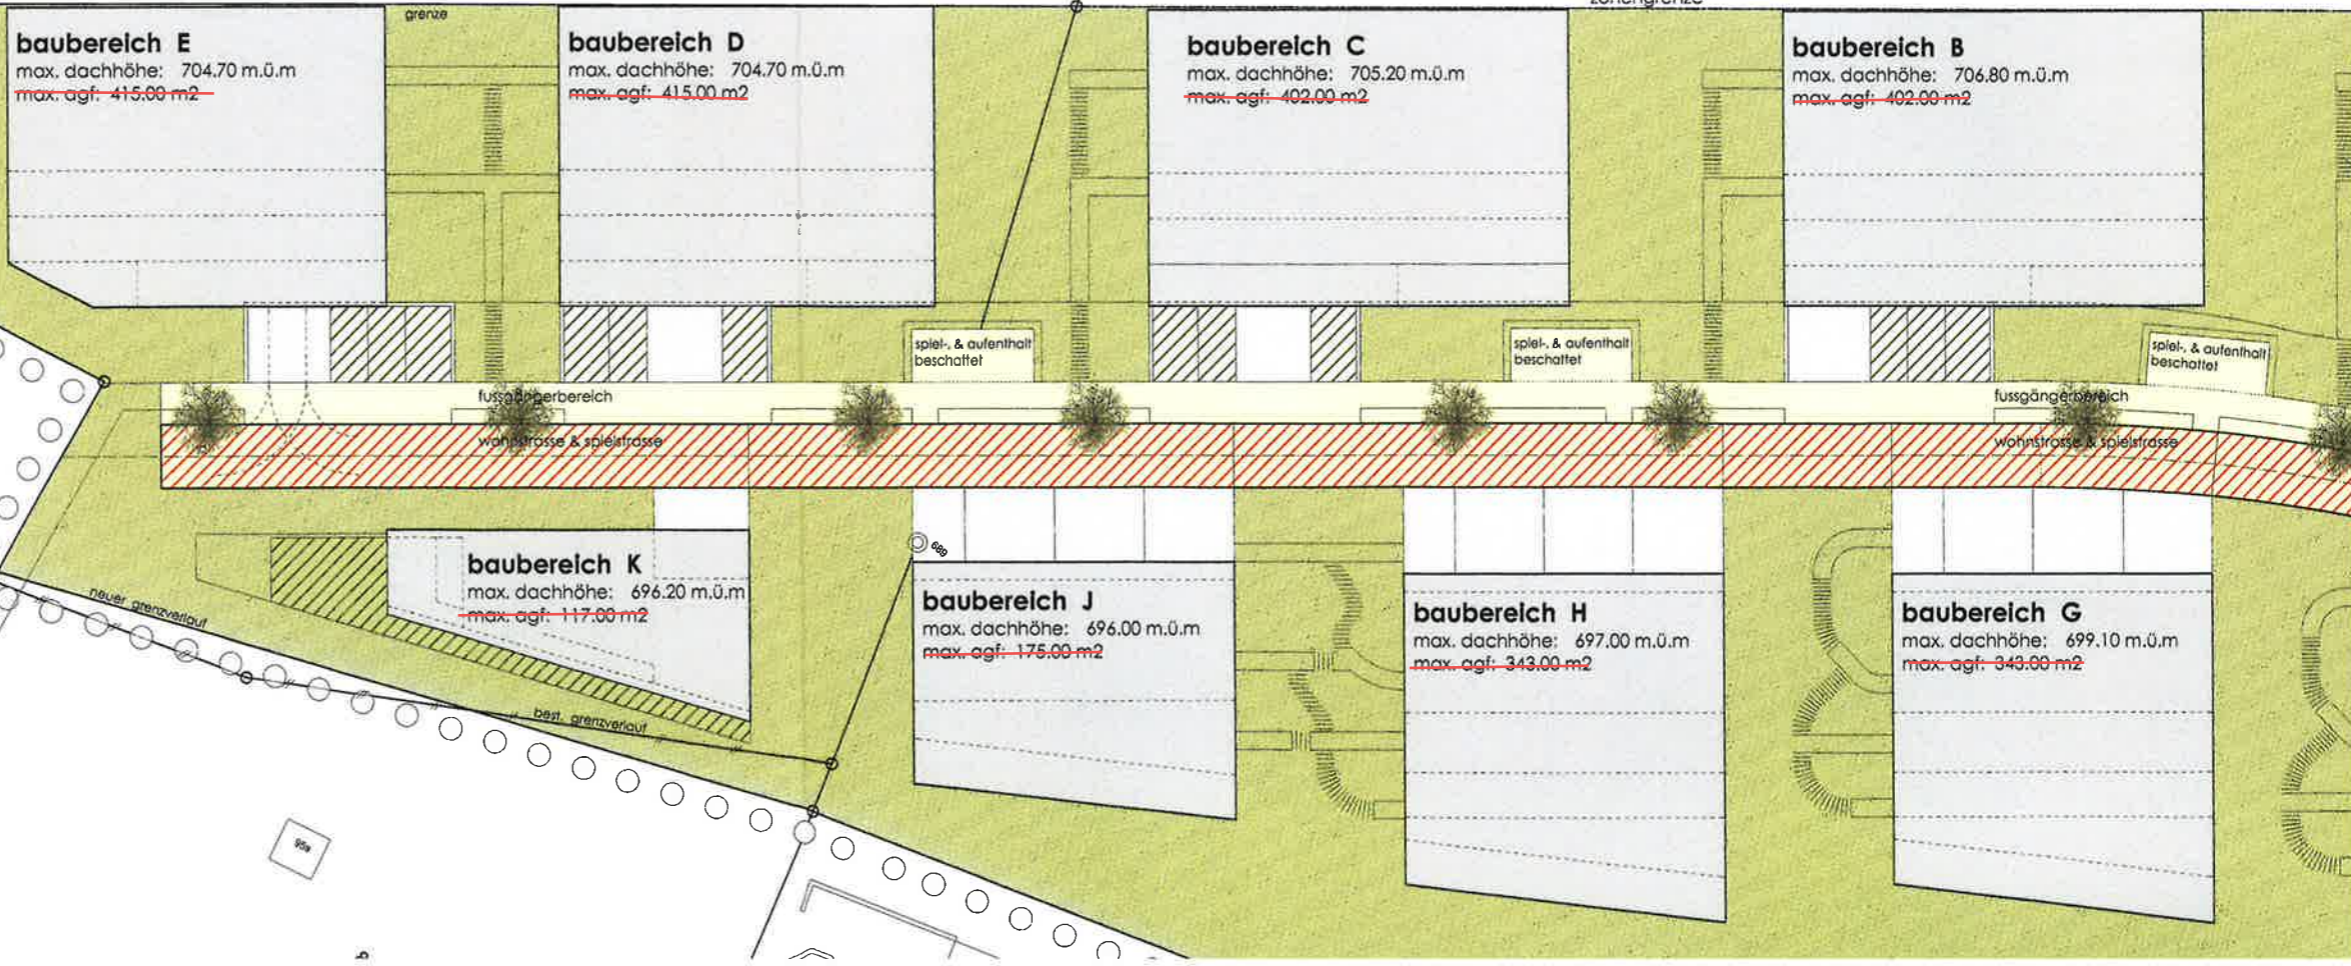 grenze
zonengrenze
baubereich E
max. dachhöhe: 704.70 m.ü.m
max. agf: 415.00 m2
baubereich D
max. dachhöhe: 704.70 m.ü.m
max. agf: 415.00 m2
baubereich C
max. dachhöhe: 705.20 m.ü.m
max. agf: 402.00 m2
baubereich B
max. dachhöhe: 706.80 m.ü.m
max. agf: 402.00 m2
spiel-, & aufenthalt
beschattet
spiel-, & aufenthalt
beschattet
spiel-, & aufenthalt
beschattet
fussgängerbereich
fussgängerbereich
wohnstrasse & spielstrasse
wohnstrasse & spielstrasse
baubereich K
max. dachhöhe: 696.20 m.ü.m
max. agf: 117.00 m2
689
baubereich J
max. dachhöhe: 696.00 m.ü.m
max. agf: 175.00 m2
baubereich H
max. dachhöhe: 697.00 m.ü.m
max. agf: 343.00 m2
baubereich G
max. dachhöhe: 699.10 m.ü.m
max. agf: 343.00 m2
neuer grenzverlauf
best. grenzverlauf
95a